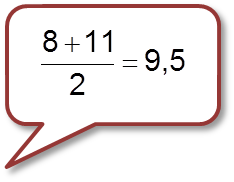 8 + 11
2
= 9,5